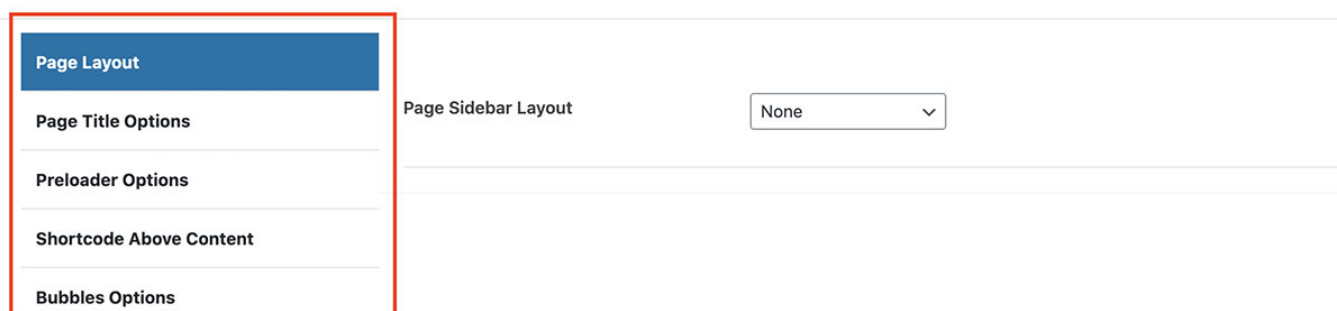 Page Layout
Page Title Options
Preloader Options
Shortcode Above Content
Bubbles Options
Page Sidebar Layout
None